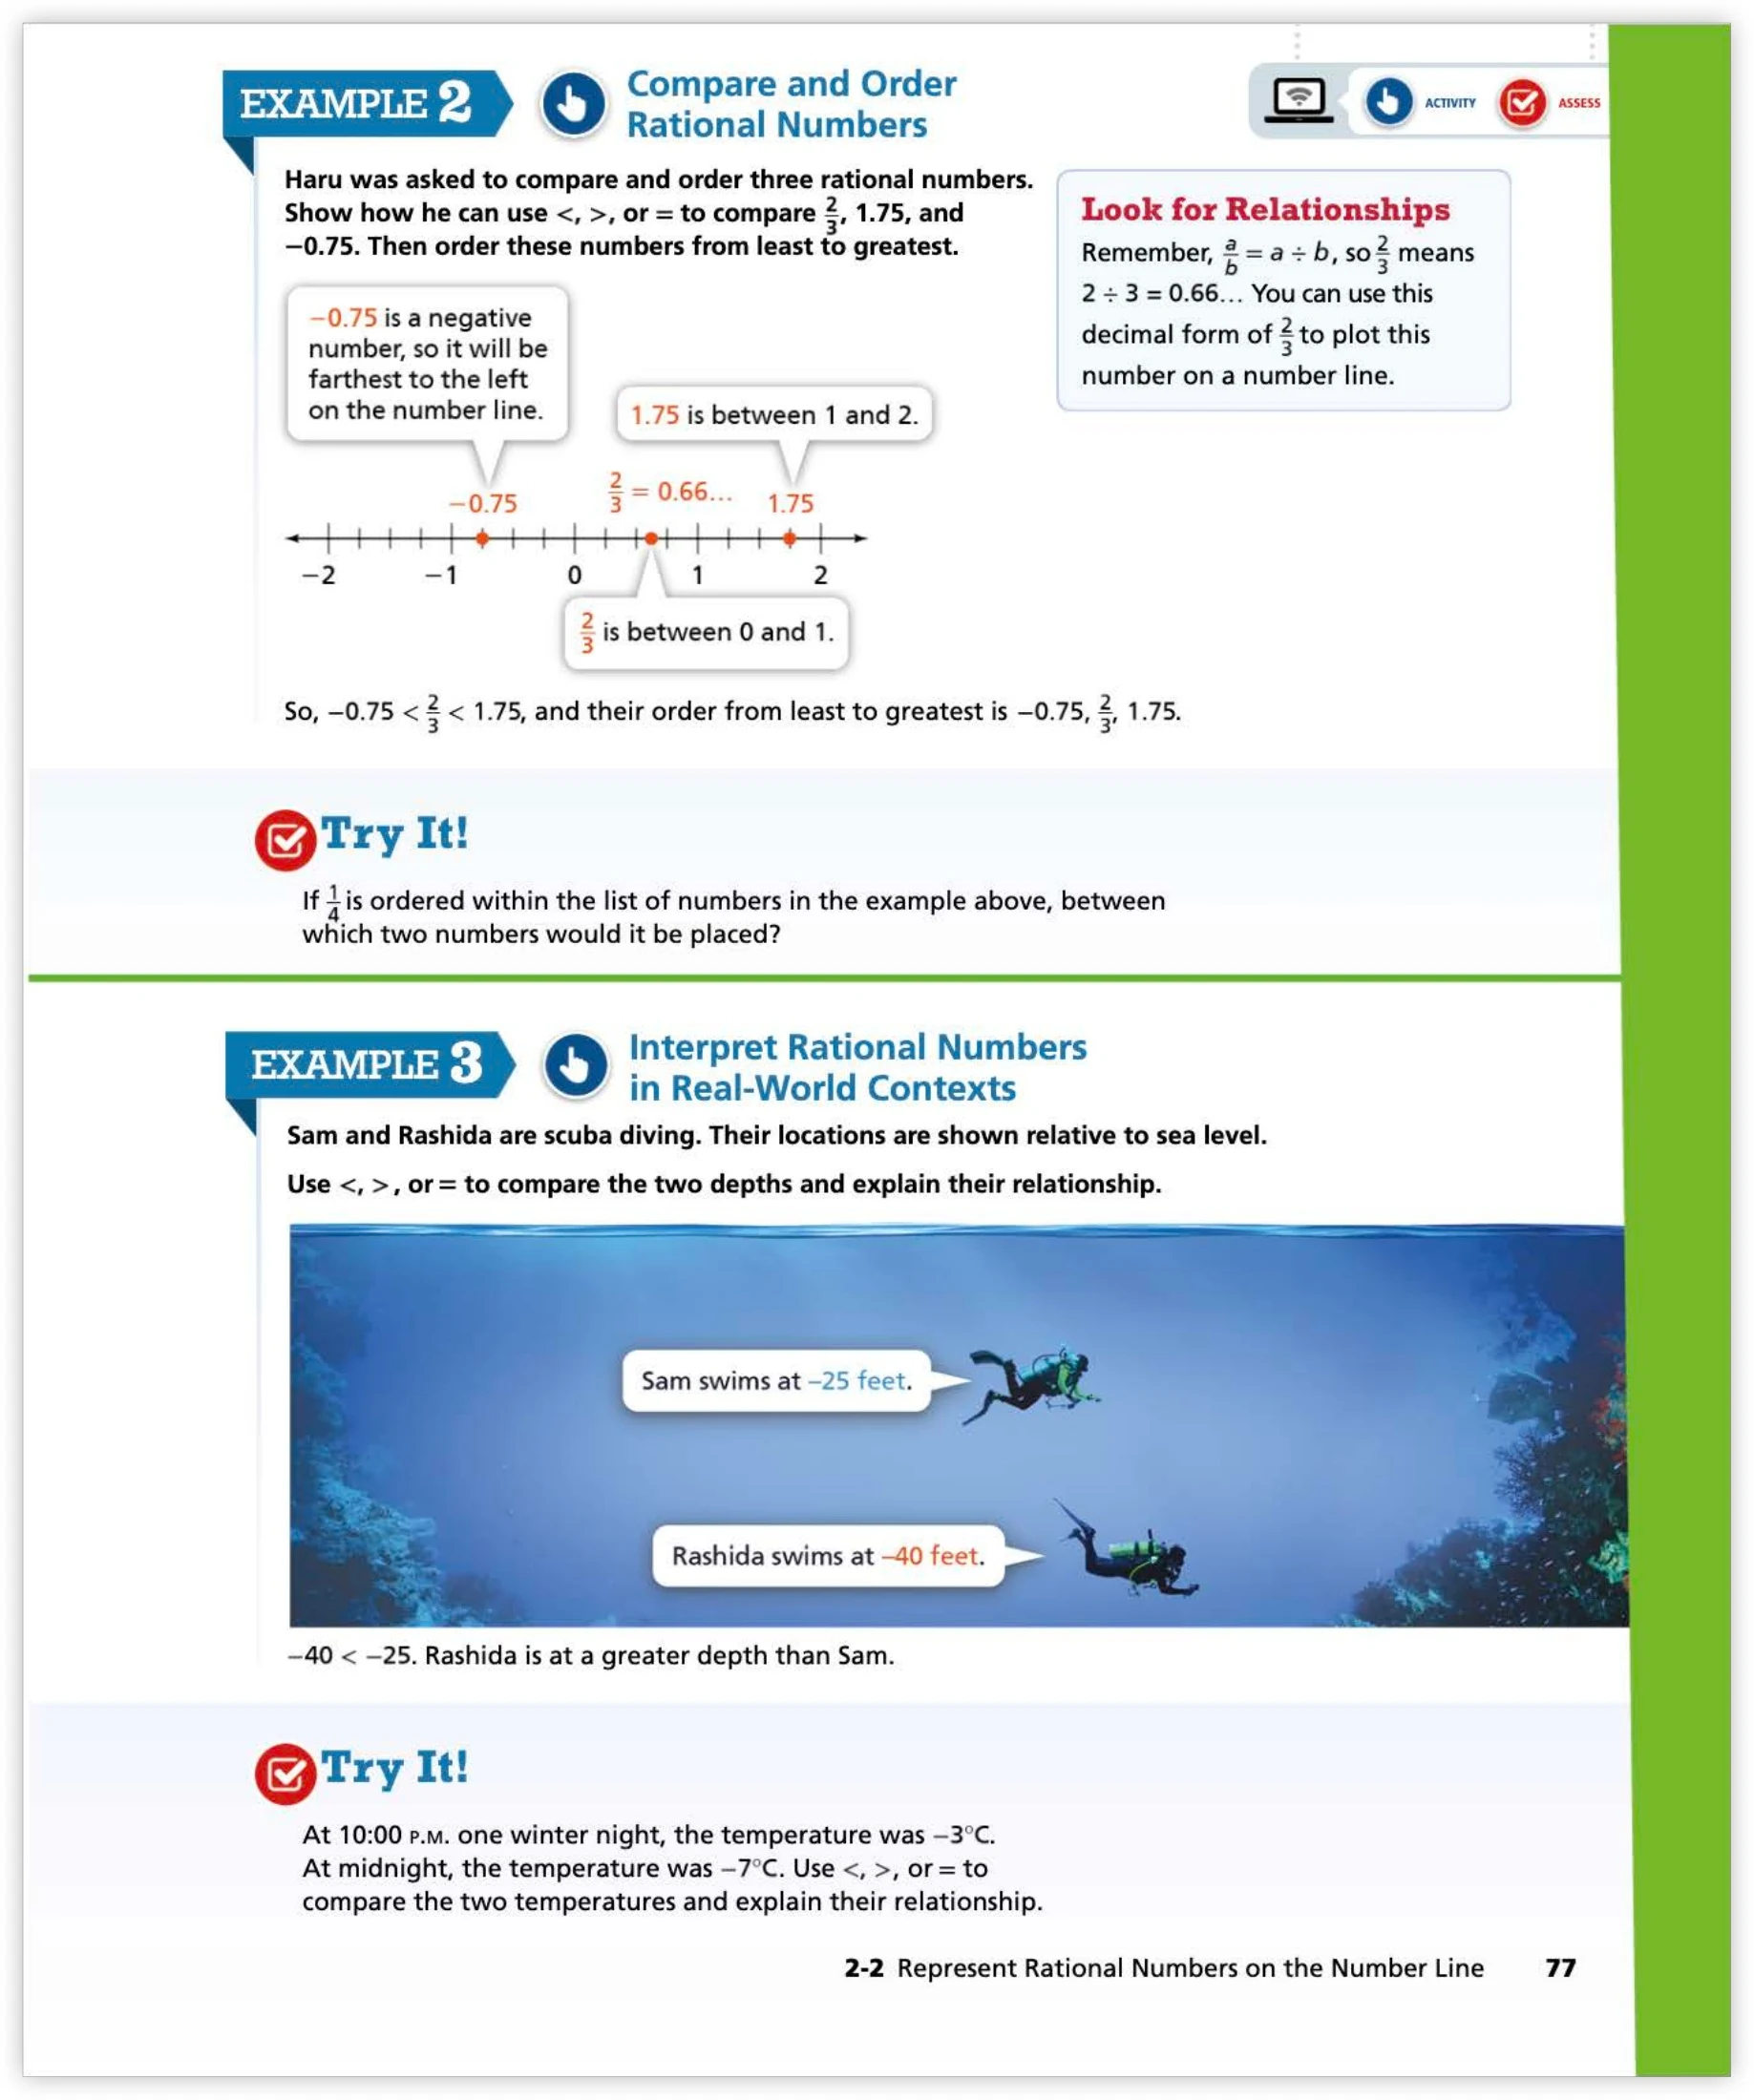 EXAMPLE 2
Compare and Order
Rational Numbers
ACTIVITY
ASSESS
Haru was asked to compare and order three rational numbers.
Show how he can use <, >, or = to compare 2/3, 1.75, and
−0.75. Then order these numbers from least to greatest.
Look for Relationships
Remember, a/b = a ÷ b, so 2/3 means
2 ÷ 3 = 0.66... You can use this
decimal form of 2/3 to plot this
number on a number line.
−0.75 is a negative
number, so it will be
farthest to the left
on the number line.
1.75 is between 1 and 2.
−0.75
2/3 = 0.66...
1.75
−2 −1 0 1 2
2/3 is between 0 and 1.
So, −0.75 < 2/3 < 1.75, and their order from least to greatest is −0.75, 2/3, 1.75.
Try It!
If 1/4 is ordered within the list of numbers in the example above, between
which two numbers would it be placed?
EXAMPLE 3
Interpret Rational Numbers
in Real-World Contexts
Sam and Rashida are scuba diving. Their locations are shown relative to sea level.
Use <, >, or = to compare the two depths and explain their relationship.
Sam swims at −25 feet.
Rashida swims at −40 feet.
−40 < −25. Rashida is at a greater depth than Sam.
Try It!
At 10:00 P.M. one winter night, the temperature was −3°C.
At midnight, the temperature was −7°C. Use <, >, or = to
compare the two temperatures and explain their relationship.
2-2 Represent Rational Numbers on the Number Line 77